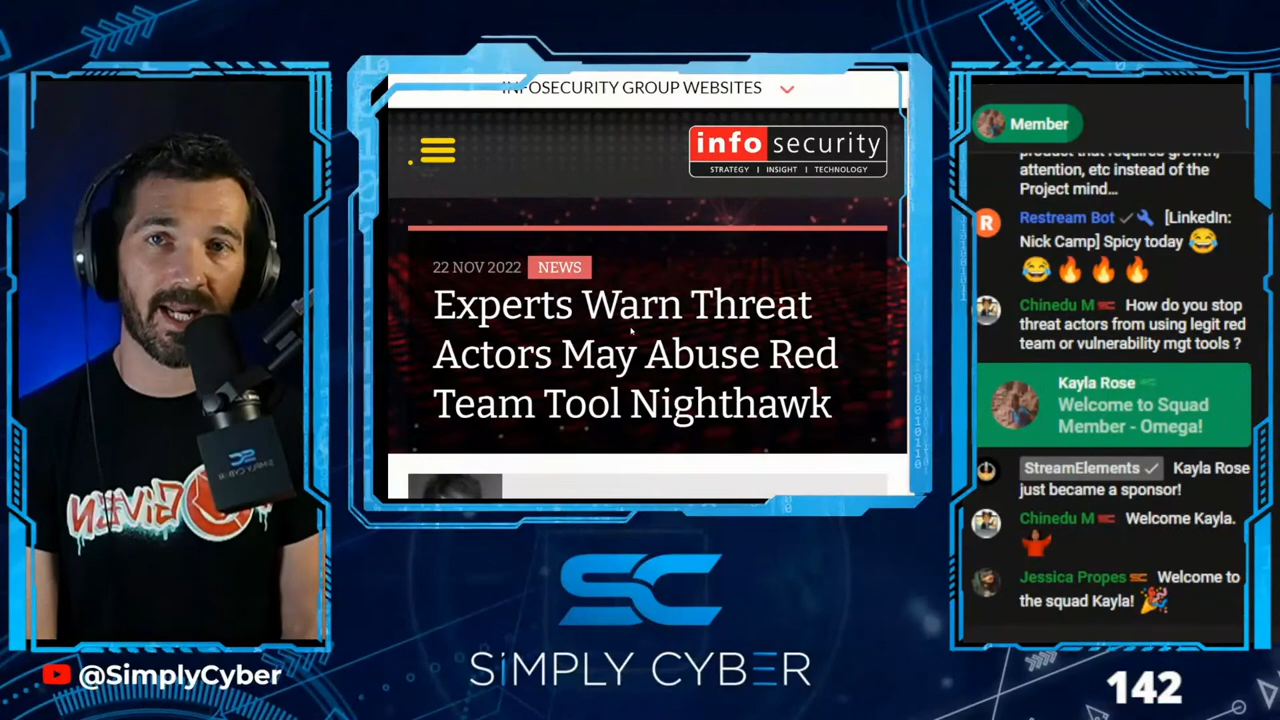 INFOSECURITY GROUP WEBSITES
info security
STRATEGY | INSIGHT | TECHNOLOGY
22 NOV 2022 NEWS
Experts Warn Threat
Actors May Abuse Red
Team Tool Nighthawk
SC
SIMPLY CYBER
@SimplyCyber
Member
product that requires growth,
attention, etc instead of the
Project mind...
R Restream Bot [LinkedIn:
Nick Camp] Spicy today 😂
😂🔥🔥🔥
Chinedu M How do you stop
threat actors from using legit red
team or vulnerability mgt tools ?
Kayla Rose
Welcome to Squad
Member - Omega!
StreamElements Kayla Rose
just became a sponsor!
Chinedu M Welcome Kayla.
Jessica Propes Welcome to
the squad Kayla! 🎉
142